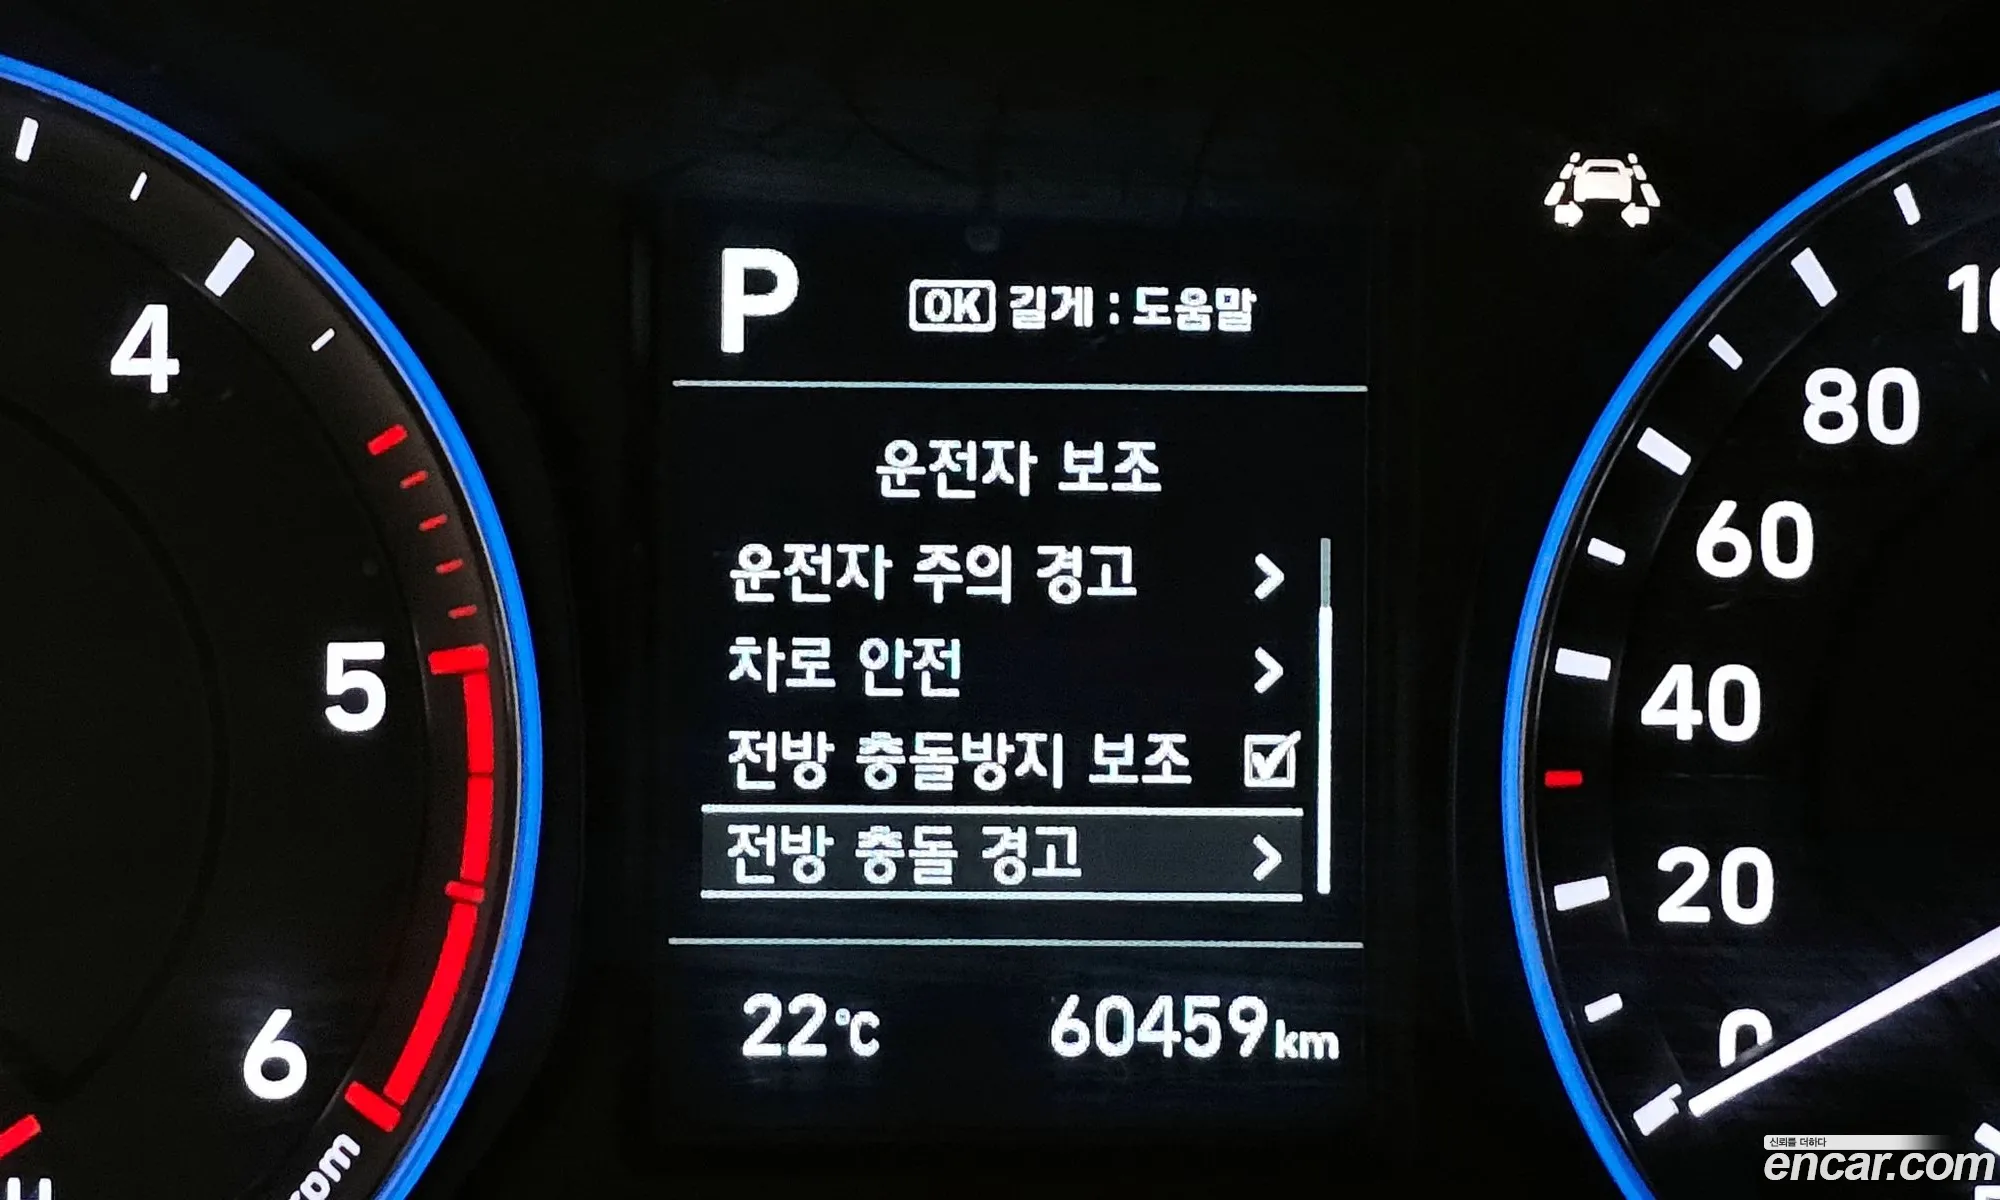 P
OK 길게 : 도움말
운전자 보조
운전자 주의 경고 >
차로 안전 >
전방 충돌방지 보조
전방 충돌 경고 >
22℃ 60459km
4
5
6
H
80
60
40
20
0
신뢰를 더하다
encar.com